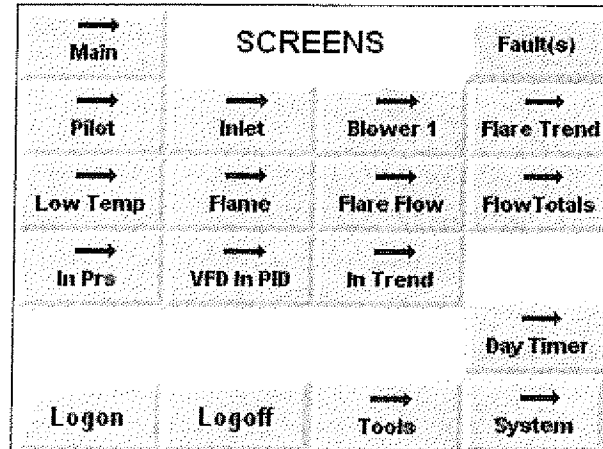 Main SCREENS Fault(s)
Pilot Inlet Blower 1 Flare Trend
Low Temp Flame Flare Flow FlowTotals
In Prs VFD In PID In Trend
Day Timer
Logon Logoff Tools System